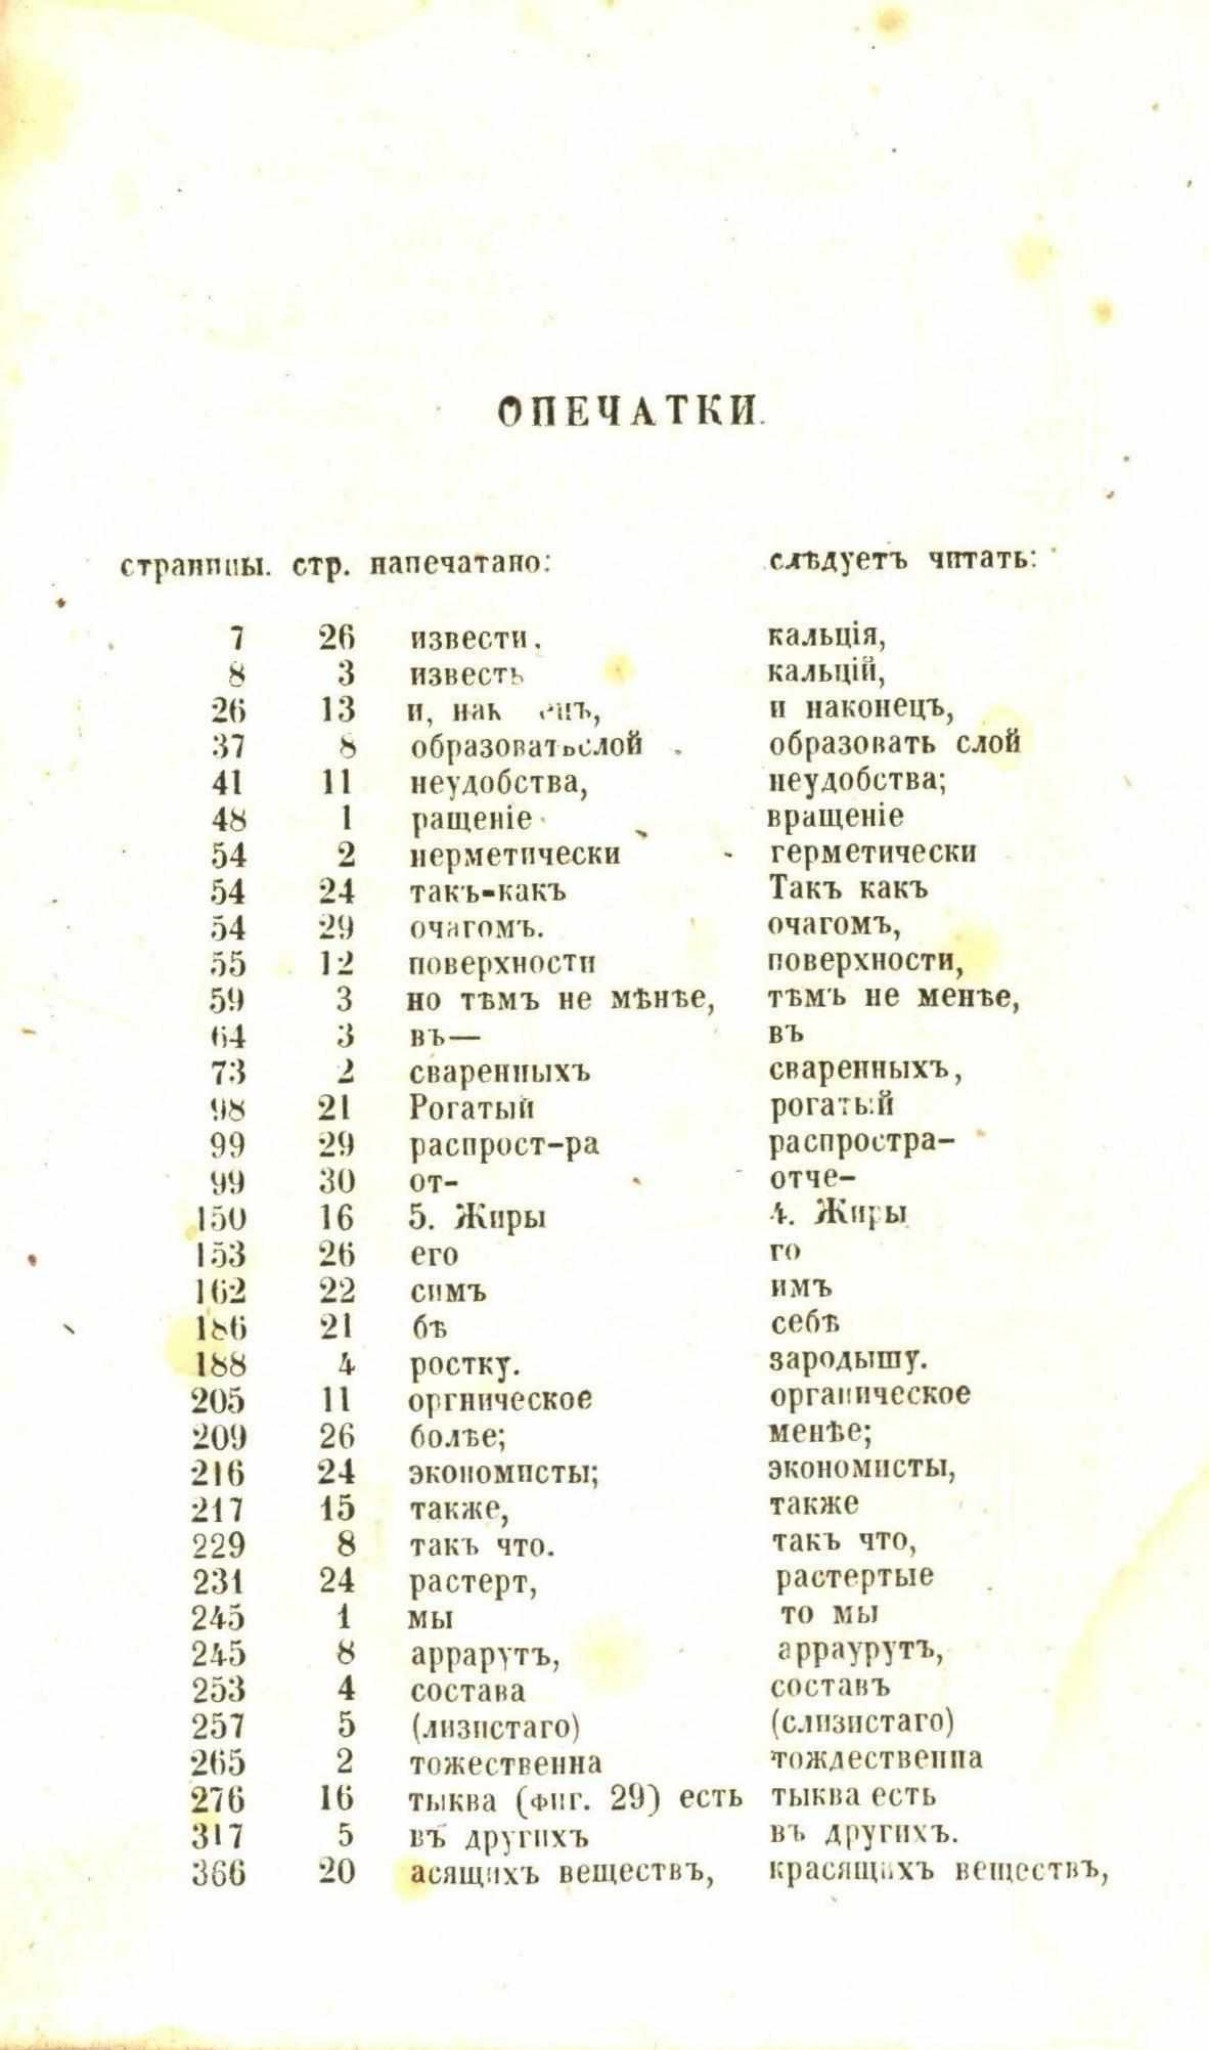 ОПЕЧАТКИ.
страницы. стр. напечатано: слѣдуетъ читать:
7 26 извести. кальція,
8 3 известь кальцій,
26 13 и, нак енъ, и наконецъ,
37 8 образоватьслой образовать слой
41 11 неудобства, неудобства;
48 1 ращеніе вращеніе
54 2 нерметически герметически
54 24 такъ-какъ Такъ какъ
54 29 очагомъ. очагомъ,
55 12 поверхности поверхности,
59 3 но тѣмъ не мѣнѣе, тѣмъ не менѣе,
64 3 въ— въ
73 2 сваренныхъ сваренныхъ,
98 21 Рогатый рогатый
99 29 распрост-ра распростра-
99 30 от- отче-
150 16 5. Жиры 4. Жиры
153 26 его го
162 22 симъ имъ
186 21 бѣ себѣ
188 4 ростку. зародышу.
205 11 оргническое органическое
209 26 болѣе; менѣе;
216 24 экономисты; экономисты,
217 15 также, также
229 8 такъ что. такъ что,
231 24 растерт, растертые
245 1 мы то мы
245 8 арраруть, аррауруть,
253 4 состава составъ
257 5 (лизистаго) (слизистаго)
265 2 тожественна тождественна
276 16 тыква (фиг. 29) есть тыква есть
317 5 въ другихъ въ другихъ.
366 20 асящихъ веществъ, красящихъ веществъ,